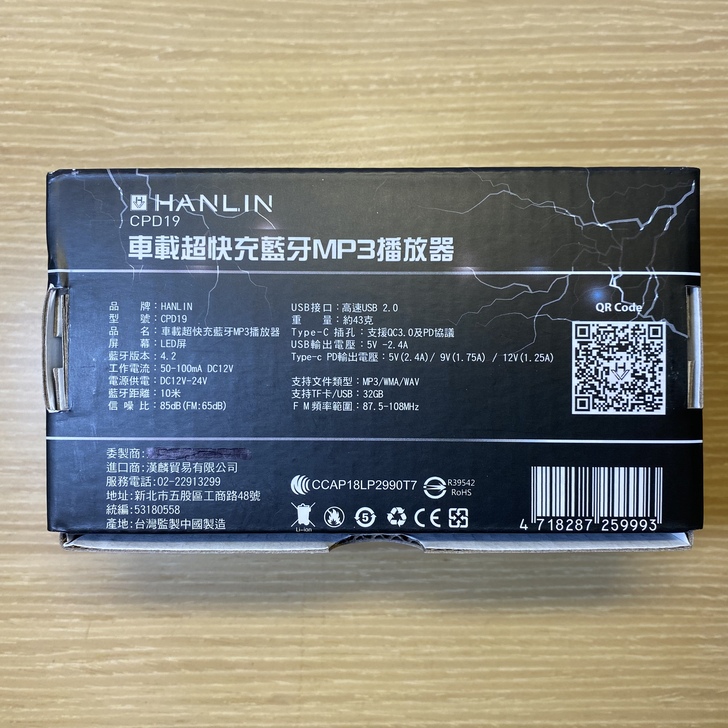 HANLIN
CPD19
車載超快充藍牙MP3播放器
品 牌：HANLIN
型 號：CPD19
品 名：車載超快充藍牙MP3播放器
屏 幕：LED屏
藍牙版本：4.2
工作電流：50-100mA DC12V
電源供電：DC12V-24V
藍牙距離：10米
信 噪 比：85dB(FM:65dB)
USB接口：高速USB 2.0
重 量：約43克
Type-C 插孔：支援QC3.0及PD協議
USB輸出電壓：5V -2.4A
Type-c PD輸出電壓：5V(2.4A)/ 9V(1.75A) / 12V(1.25A)
支持文件類型：MP3/WMA/WAV
支持TF卡/USB：32GB
F M 頻率範圍：87.5-108MHz
QR Code
委製商:
進口商:漢麟貿易有限公司
服務電話:02-22913299
地址:新北市五股區工商路48號
統編:53180558
產地:台灣監製中國製造
CCAP18LP2990T7
R39542
RoHS
Li-ion
5
CE
4 718287 259993